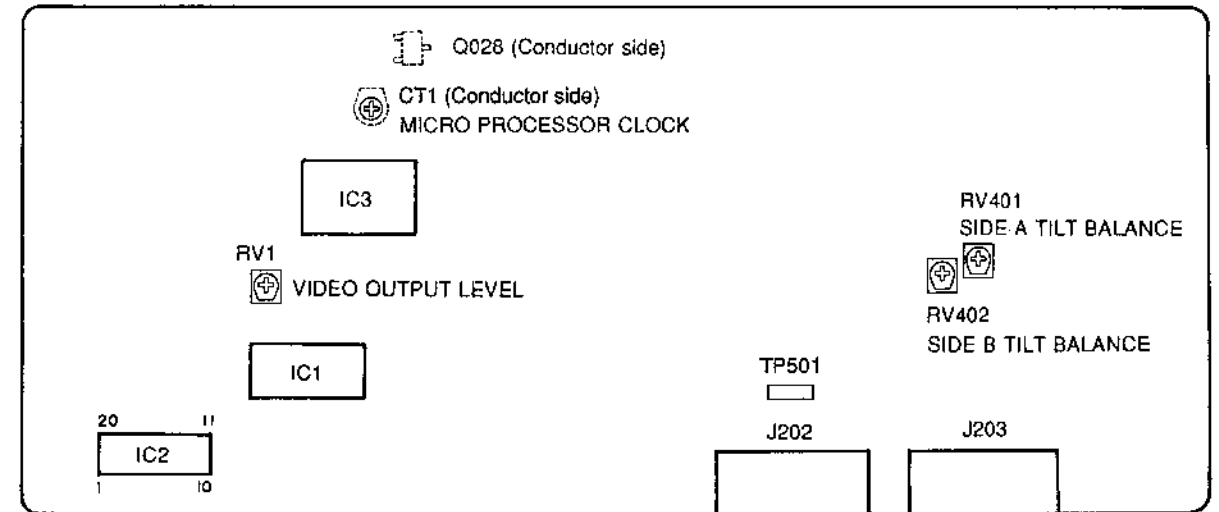 Q028 (Conductor side)
CT1 (Conductor side)
MICRO PROCESSOR CLOCK
IC3
RV401
SIDE A TILT BALANCE
RV1
VIDEO OUTPUT LEVEL
RV402
SIDE B TILT BALANCE
IC1
TP501
20 11
J202
J203
IC2
1 10